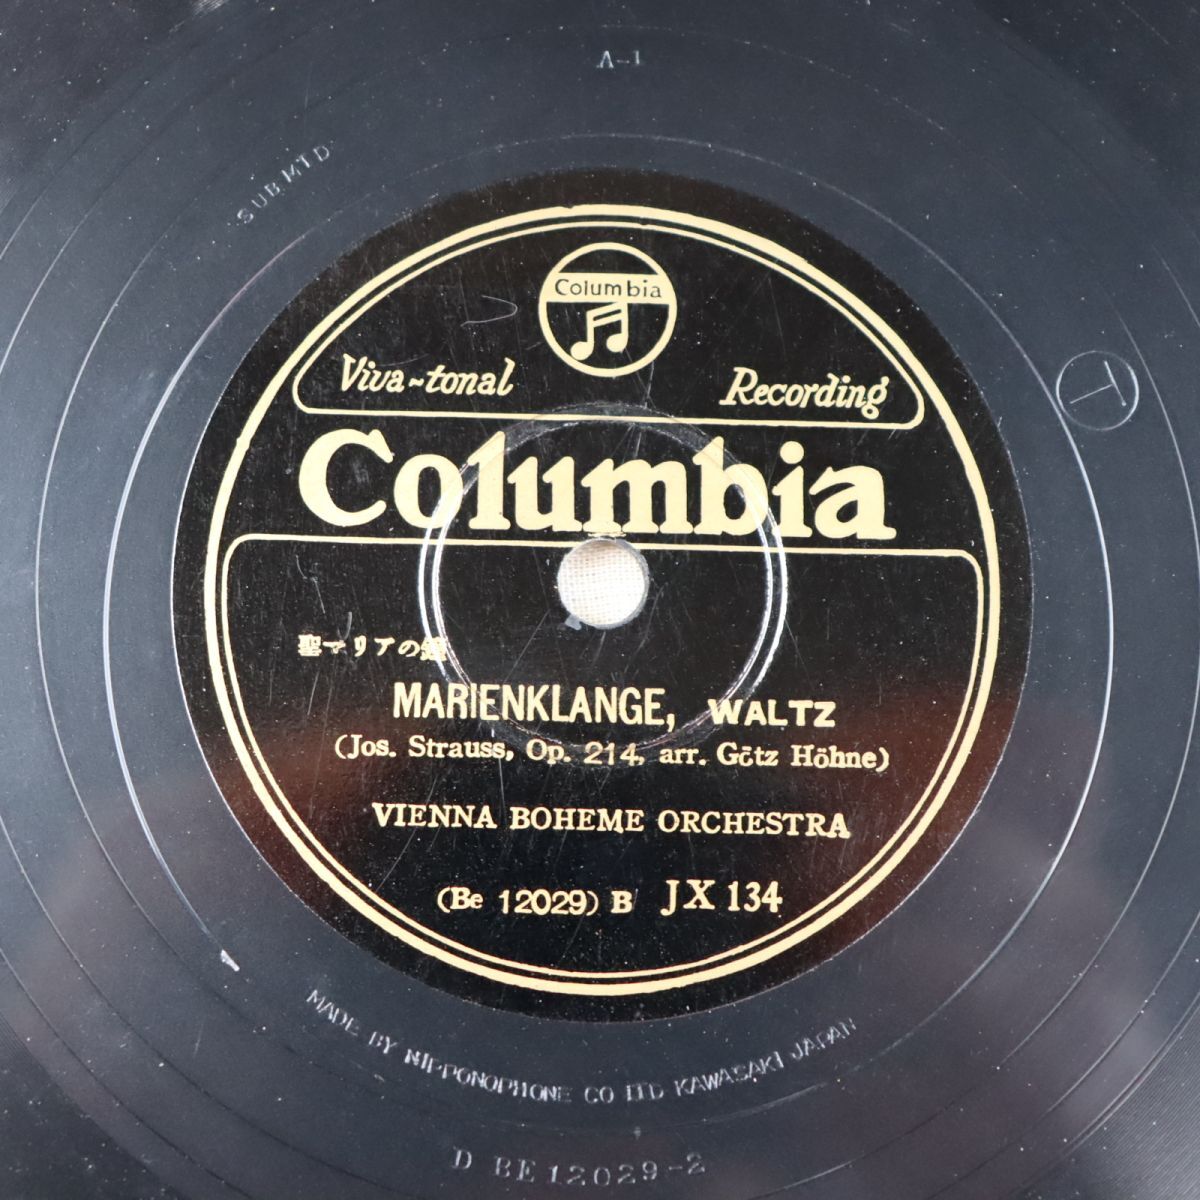 A-1
SUB MTD
T
Columbia
Viva-tonal Recording
Columbia
聖マリアの鐘
MARIENKLANGE, WALTZ
(Jos. Strauss, Op. 214, arr. Götz Höhne)
VIENNA BOHEME ORCHESTRA
(Be 12029) B JX 134
MADE BY NIPPONOPHONE CO LTD KAWASAKI JAPAN
D BE 12029-2